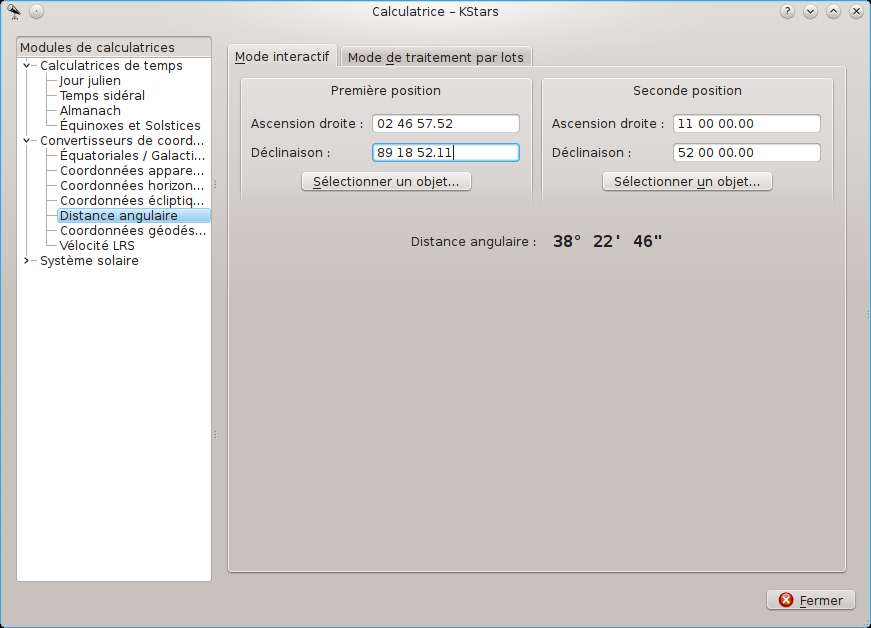 Calculatrice – KStars
Modules de calculatrices
Calculatrices de temps
Jour julien
Temps sidéral
Almanach
Équinoxes et Solstices
Convertisseurs de coord...
Équatoriales / Galacti...
Coordonnées appare...
Coordonnées horizon...
Coordonnées écliptiq...
Distance angulaire
Coordonnées géodés...
Vélocité LRS
Système solaire
Mode interactif
Mode de traitement par lots
Première position
Ascension droite : 02 46 57.52
Déclinaison : 89 18 52.11
Sélectionner un objet...
Seconde position
Ascension droite : 11 00 00.00
Déclinaison : 52 00 00.00
Sélectionner un objet...
Distance angulaire : 38° 22' 46"
Fermer